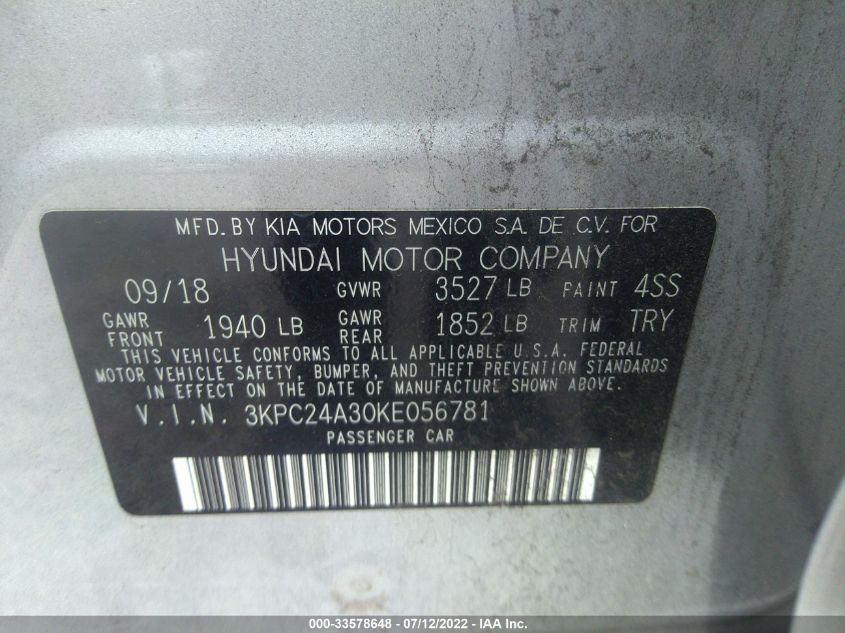 MFD. BY KIA MOTORS MEXICO S.A. DE C.V. FOR
HYUNDAI MOTOR COMPANY
09/18 GVWR 3527 LB PAINT 4SS
GAWR FRONT 1940 LB GAWR REAR 1852 LB TRIM TRY
THIS VEHICLE CONFORMS TO ALL APPLICABLE U.S.A. FEDERAL
MOTOR VEHICLE SAFETY, BUMPER, AND THEFT PREVENTION STANDARDS
IN EFFECT ON THE DATE OF MANUFACTURE SHOWN ABOVE.
V.I.N. 3KPC24A30KE056781
PASSENGER CAR
000-33578648 - 07/12/2022 - IAA Inc.